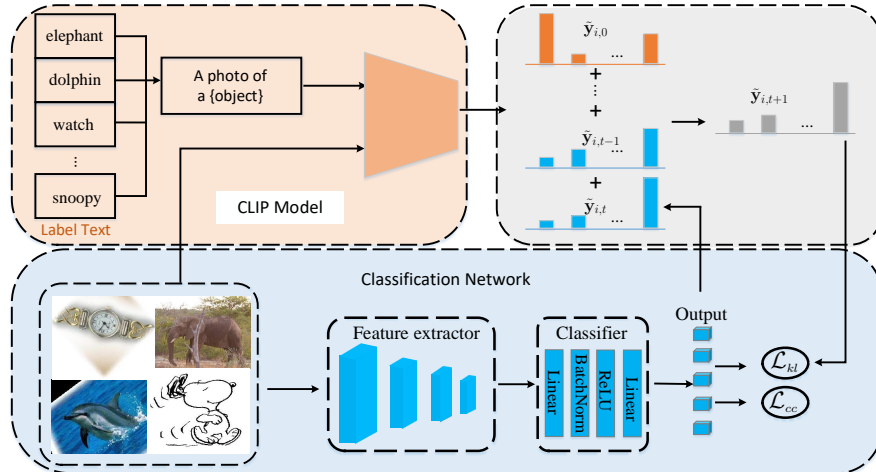 elephant
dolphin
watch
⋮
snoopy
Label Text
A photo of
a {object}
CLIP Model
ỹ_{i,0}
...
+
⋮
+
ỹ_{i,t-1}
...
+
ỹ_{i,t}
...
ỹ_{i,t+1}
...
Classification Network
Feature extractor
Classifier
Linear
BatchNorm
ReLU
Linear
Output
ℒ_{kl}
ℒ_{cc}